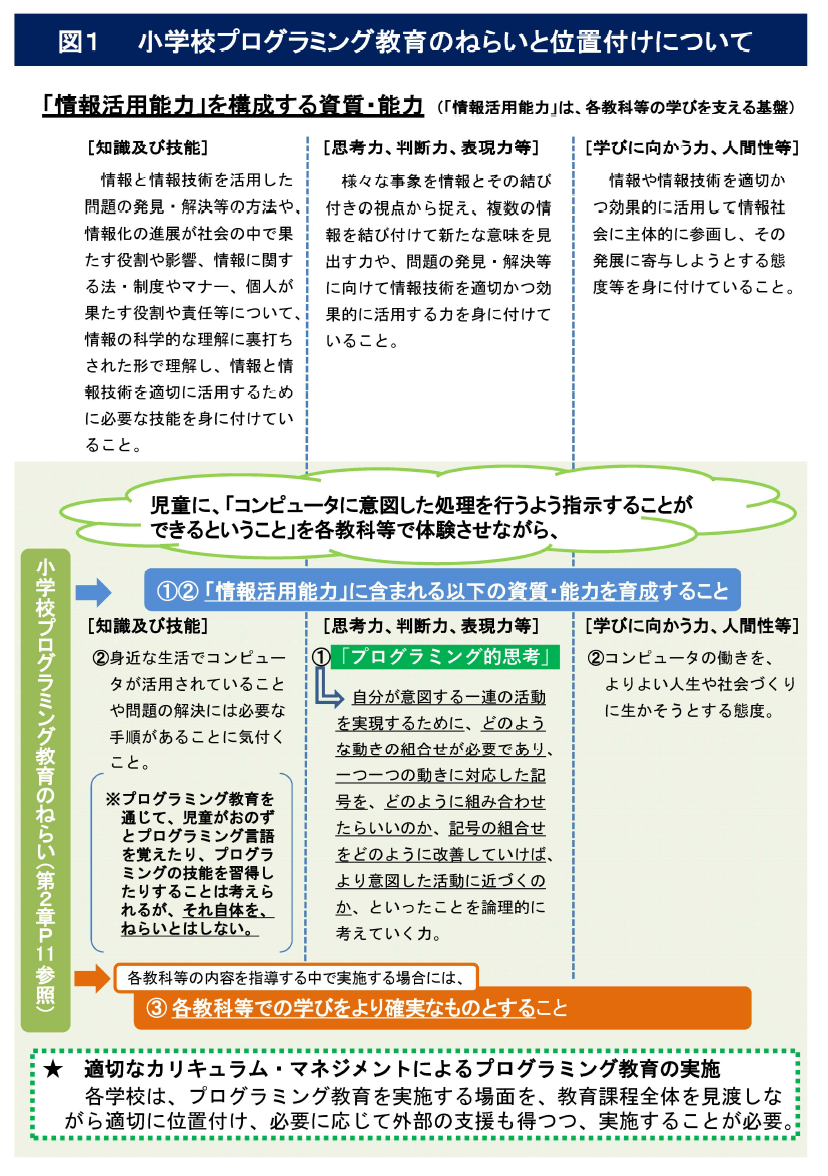 図１　小学校プログラミング教育のねらいと位置付けについて
「情報活用能力」を構成する資質・能力（「情報活用能力」は、各教科等の学びを支える基盤）
［知識及び技能］
情報と情報技術を活用した
問題の発見・解決等の方法や、
情報化の進展が社会の中で果
たす役割や影響、情報に関す
る法・制度やマナー、個人が
果たす役割や責任等について、
情報の科学的な理解に裏打ち
された形で理解し、情報と情
報技術を適切に活用するため
に必要な技能を身に付けてい
ること。
［思考力、判断力、表現力等］
様々な事象を情報とその結び
付きの視点から捉え、複数の情
報を結び付けて新たな意味を見
出す力や、問題の発見・解決等
に向けて情報技術を適切かつ効
果的に活用する力を身に付けて
いること。
［学びに向かう力、人間性等］
情報や情報技術を適切か
つ効果的に活用して情報社
会に主体的に参画し、その
発展に寄与しようとする態
度等を身に付けていること。
児童に、「コンピュータに意図した処理を行うよう指示することが
できるということ」を各教科等で体験させながら、
小学校プログラミング教育のねらい（第２章Ｐ11参照）
①②「情報活用能力」に含まれる以下の資質・能力を育成すること
［知識及び技能］
②身近な生活でコンピュー
タが活用されていること
や問題の解決には必要な
手順があることに気付く
こと。
※プログラミング教育を
通じて、児童がおのず
とプログラミング言語
を覚えたり、プログラ
ミングの技能を習得し
たりすることは考えら
れるが、それ自体を、
ねらいとはしない。
［思考力、判断力、表現力等］
①「プログラミング的思考」
自分が意図する一連の活動
を実現するために、どのよう
な動きの組合せが必要であり、
一つ一つの動きに対応した記
号を、どのように組み合わせ
たらいいのか、記号の組合せ
をどのように改善していけば、
より意図した活動に近づくの
か、といったことを論理的に
考えていく力。
［学びに向かう力、人間性等］
②コンピュータの働きを、
よりよい人生や社会づくり
に生かそうとする態度。
各教科等の内容を指導する中で実施する場合には、
③ 各教科等での学びをより確実なものとすること
★　適切なカリキュラム・マネジメントによるプログラミング教育の実施
各学校は、プログラミング教育を実施する場面を、教育課程全体を見渡しな
がら適切に位置付け、必要に応じて外部の支援も得つつ、実施することが必要。